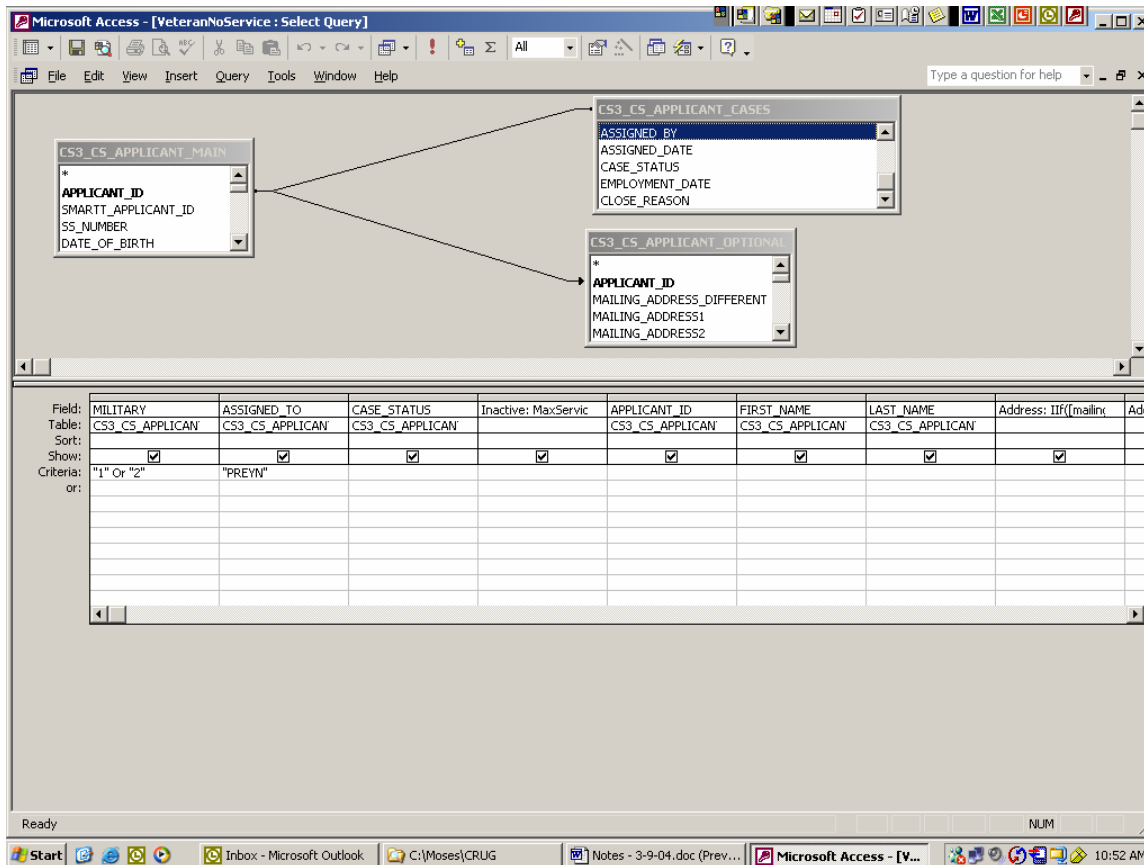 Microsoft Access - [VeteranNoService : Select Query]
All
File Edit View Insert Query Tools Window Help
Type a question for help
CS3_CS_APPLICANT_MAIN
*
APPLICANT_ID
SMARTT_APPLICANT_ID
SS_NUMBER
DATE_OF_BIRTH
CS3_CS_APPLICANT_CASES
ASSIGNED_BY
ASSIGNED_DATE
CASE_STATUS
EMPLOYMENT_DATE
CLOSE_REASON
CS3_CS_APPLICANT_OPTIONAL
*
APPLICANT_ID
MAILING_ADDRESS_DIFFERENT
MAILING_ADDRESS1
MAILING_ADDRESS2
Field: MILITARY ASSIGNED_TO CASE_STATUS Inactive: MaxServic APPLICANT_ID FIRST_NAME LAST_NAME Address: IIf([mailing Ad
Table: CS3_CS_APPLICAN CS3_CS_APPLICAN CS3_CS_APPLICAN CS3_CS_APPLICAN CS3_CS_APPLICAN CS3_CS_APPLICAN
Sort:
Show:
Criteria: "1" Or "2" "PREYN"
or:
Ready NUM
Start Inbox - Microsoft Outlook C:\Moses\CRUG Notes - 3-9-04.doc (Prev... Microsoft Access - [V... 10:52 AM